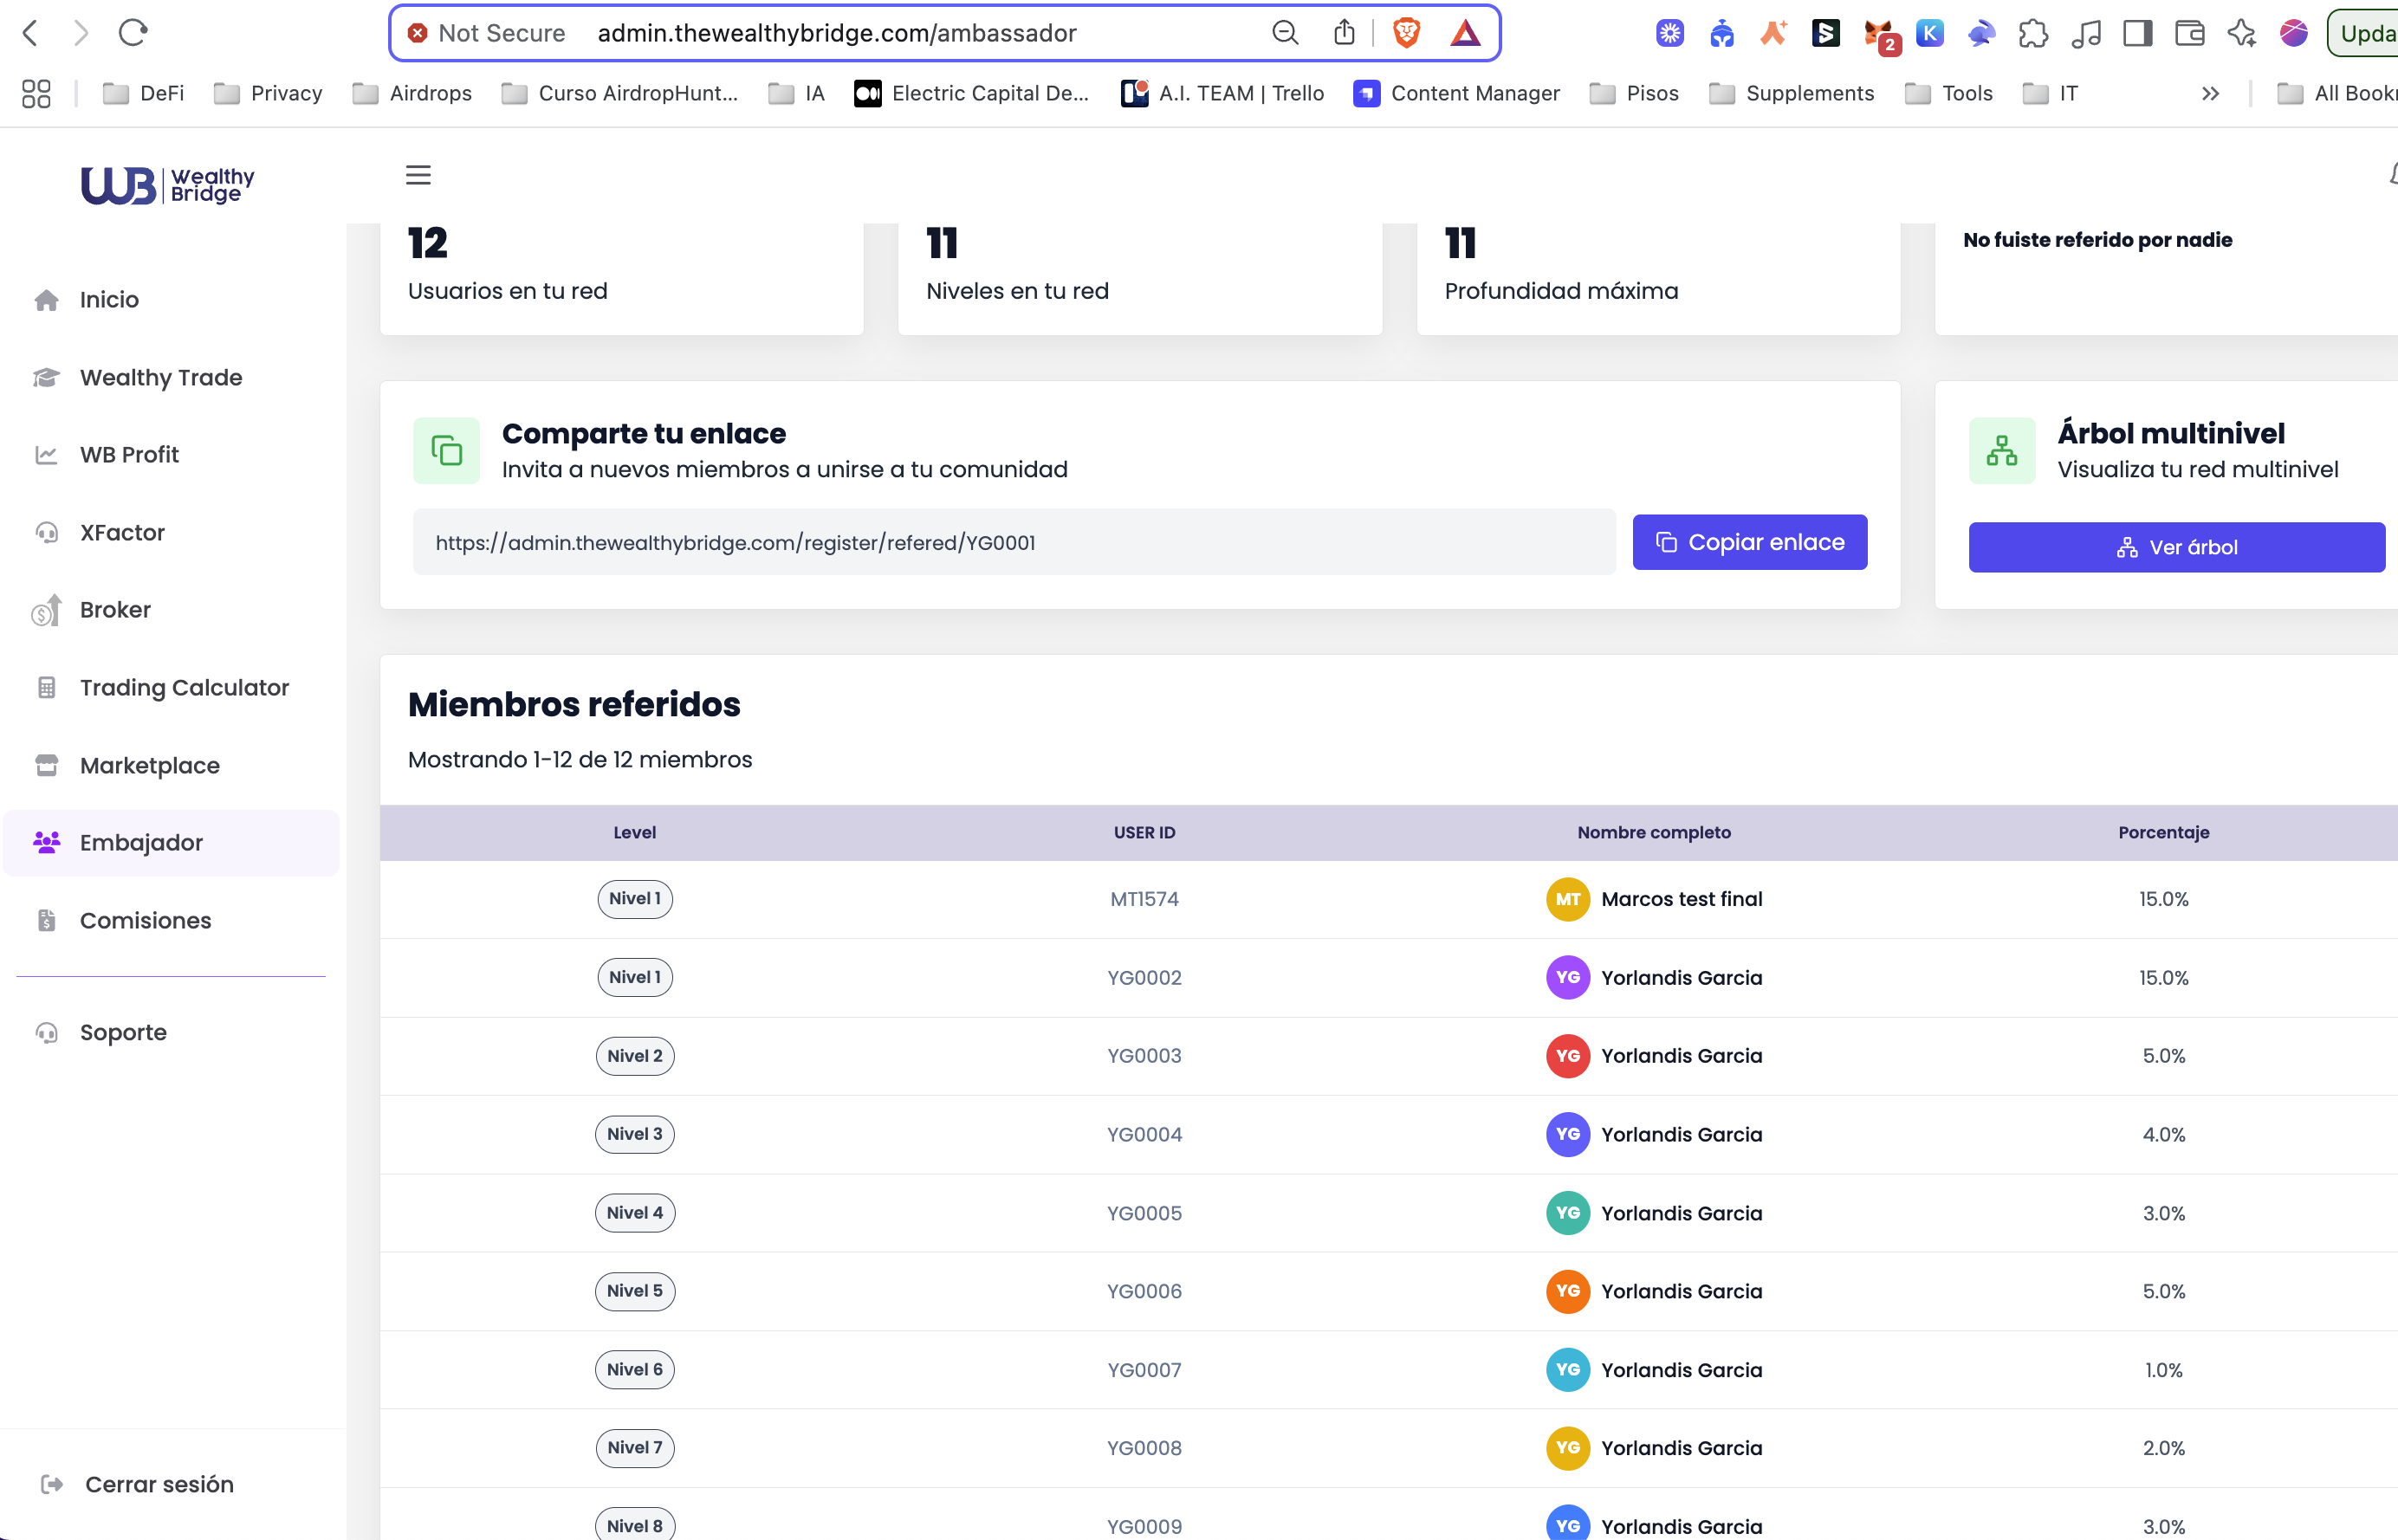 Not Secure admin.thewealthybridge.com/ambassador
2
K
Upda
DeFi Privacy Airdrops Curso AirdropHunt... IA Electric Capital De... A.I. TEAM | Trello Content Manager Pisos Supplements Tools IT » All Bookr
WB Wealthy
Bridge
Inicio
Wealthy Trade
WB Profit
XFactor
Broker
Trading Calculator
Marketplace
Embajador
Comisiones
Soporte
Cerrar sesión
12
Usuarios en tu red
11
Niveles en tu red
11
Profundidad máxima
No fuiste referido por nadie
Comparte tu enlace
Invita a nuevos miembros a unirse a tu comunidad
https://admin.thewealthybridge.com/register/refered/YG0001
Copiar enlace
Árbol multinivel
Visualiza tu red multinivel
Ver árbol
Miembros referidos
Mostrando 1-12 de 12 miembros
Level USER ID Nombre completo Porcentaje
Nivel 1 MT1574 MT Marcos test final 15.0%
Nivel 1 YG0002 YG Yorlandis Garcia 15.0%
Nivel 2 YG0003 YG Yorlandis Garcia 5.0%
Nivel 3 YG0004 YG Yorlandis Garcia 4.0%
Nivel 4 YG0005 YG Yorlandis Garcia 3.0%
Nivel 5 YG0006 YG Yorlandis Garcia 5.0%
Nivel 6 YG0007 YG Yorlandis Garcia 1.0%
Nivel 7 YG0008 YG Yorlandis Garcia 2.0%
Nivel 8 YG0009 YG Yorlandis Garcia 3.0%